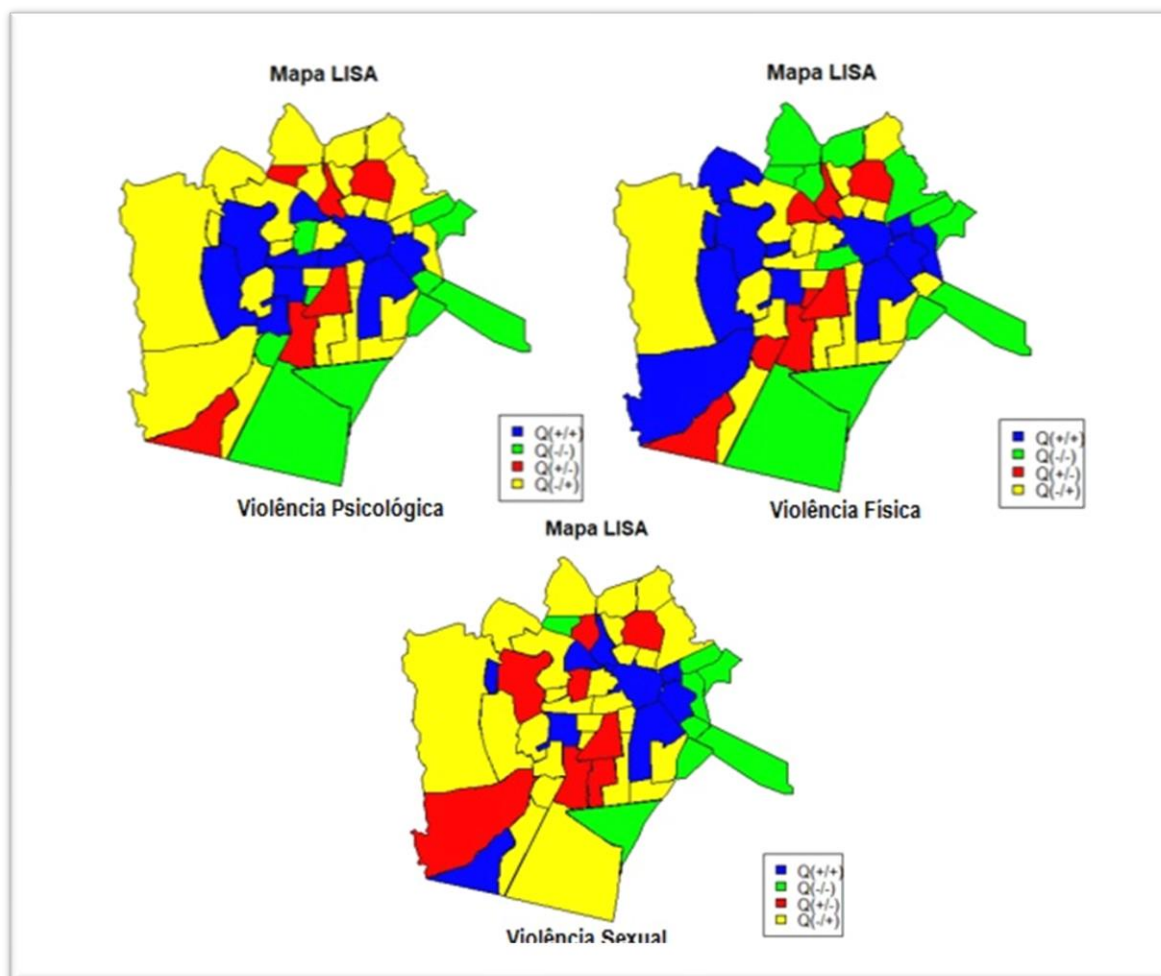 Mapa LISA
Q(+/+)
Q(-/-)
Q(+/-)
Q(-/+)
Violência Psicológica
Mapa LISA
Q(+/+)
Q(-/-)
Q(+/-)
Q(-/+)
Violência Física
Mapa LISA
Q(+/+)
Q(-/-)
Q(+/-)
Q(-/+)
Violência Sexual